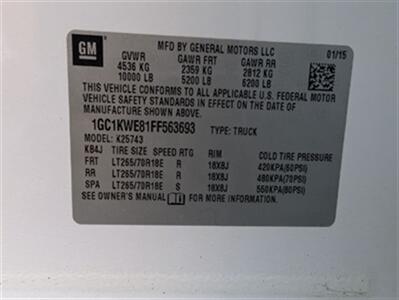 GM
MFD BY GENERAL MOTORS LLC 01/15
GVWR GAWR FRT GAWR RR
4536 KG 2359 KG 2812 KG
10000 LB 5200 LB 6200 LB
THIS VEHICLE CONFORMS TO ALL APPLICABLE U.S. FEDERAL MOTOR
VEHICLE SAFETY STANDARDS IN EFFECT ON THE DATE OF
MANUFACTURE SHOWN ABOVE.
1GC1KWE81FF563693 TYPE: TRUCK
MODEL: K25743
K84J TIRE SIZE SPEED RTG RIM COLD TIRE PRESSURE
FRT LT265/70R18E R 18X8J 420KPA(60PSI)
RR LT265/70R18E R 18X8J 480KPA(70PSI)
SPA LT265/70R18E S 18X8J 550KPA(80PSI)
SEE OWNER'S MANUAL FOR MORE INFORMATION.